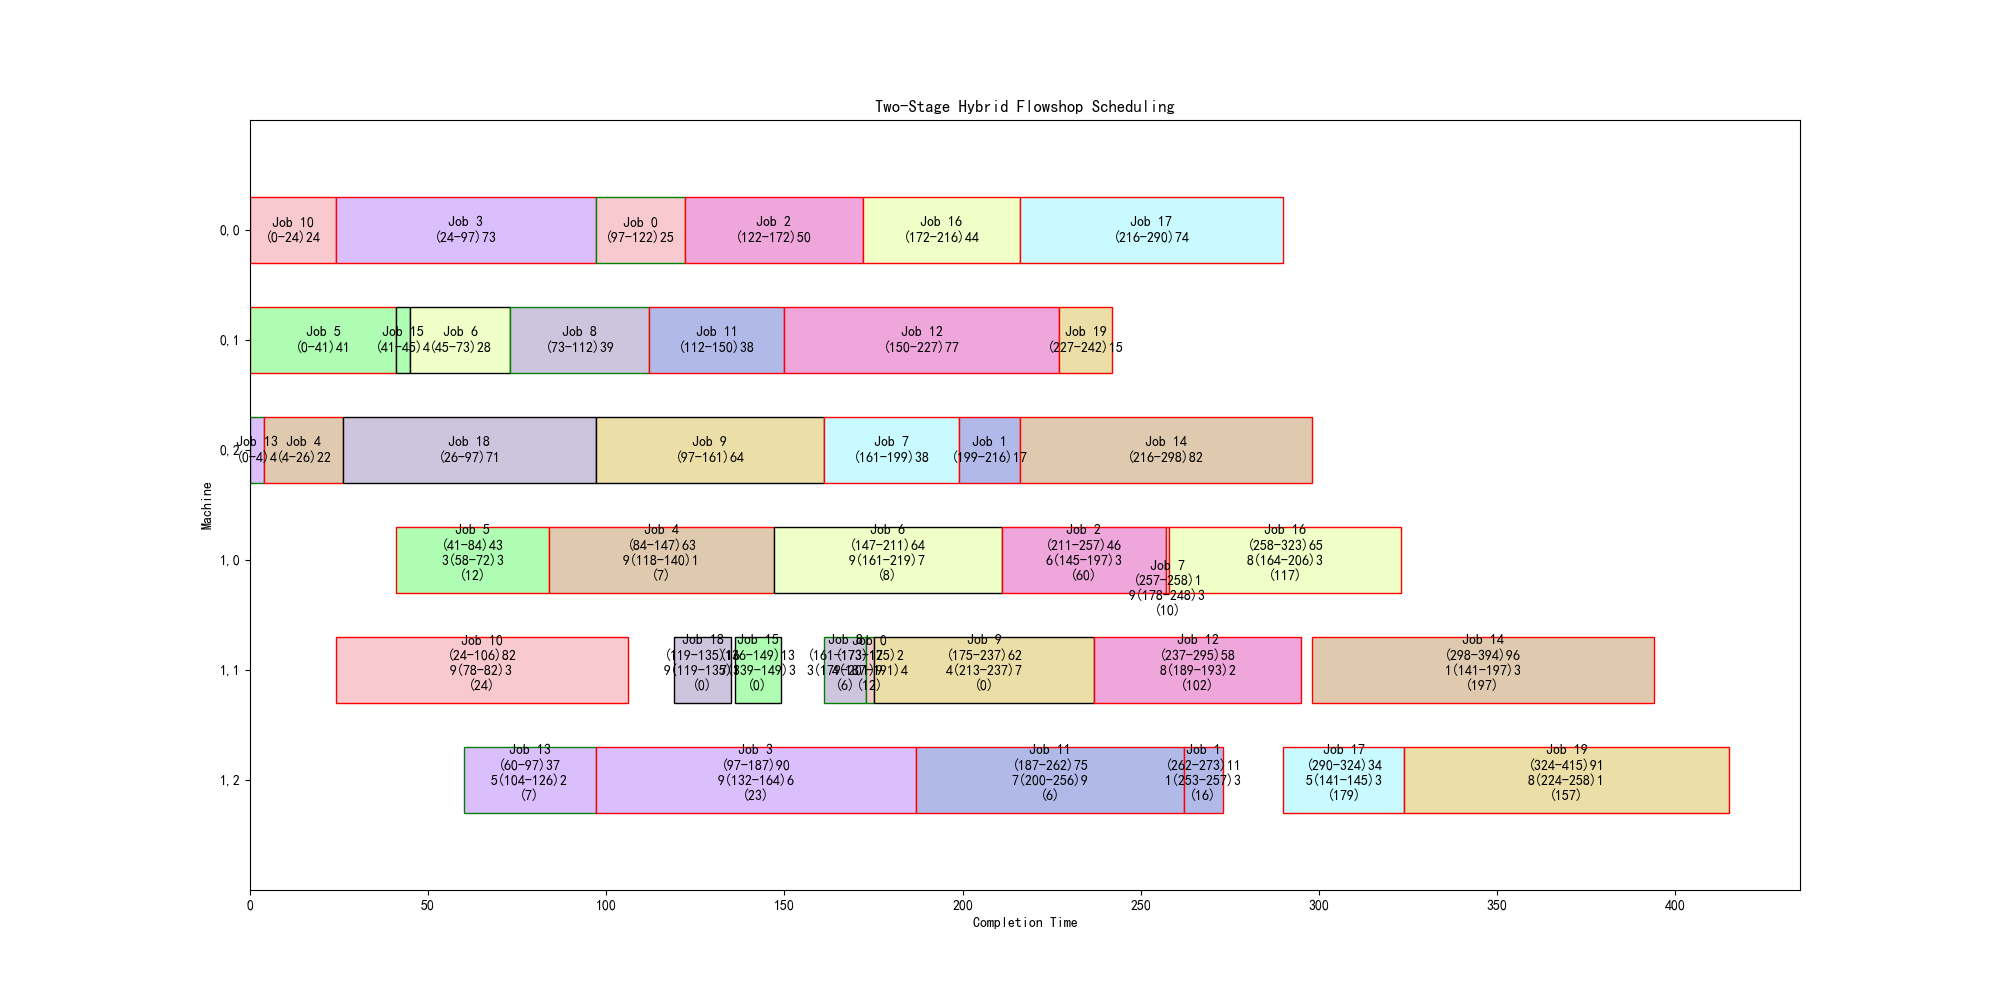 Two-Stage Hybrid Flowshop Scheduling
Machine
0,0
Job 10
(0-24)24
Job 3
(24-97)73
Job 0
(97-122)25
Job 2
(122-172)50
Job 16
(172-216)44
Job 17
(216-290)74
0,1
Job 5
(0-41)41
Job 15
(41-45)4
Job 6
(45-73)28
Job 8
(73-112)39
Job 11
(112-150)38
Job 12
(150-227)77
Job 19
(227-242)15
0,2
Job 13
(0-4)4
Job 4
(4-26)22
Job 18
(26-97)71
Job 9
(97-161)64
Job 7
(161-199)38
Job 1
(199-216)17
Job 14
(216-298)82
1,0
Job 5
(41-84)43
3(58-72)3
(12)
Job 4
(84-147)63
9(118-140)1
(7)
Job 6
(147-211)64
9(161-219)7
(8)
Job 2
(211-257)46
6(145-197)3
(60)
Job 7
(257-258)1
9(178-248)3
(10)
Job 16
(258-323)65
8(164-206)3
(117)
1,1
Job 10
(24-106)82
9(78-82)3
(24)
Job 18
(119-135)16
(0)
Job 15
(136-149)13
(0)
Job 8
(161-173)12
(6)
Job 0
(173-175)2
(12)
Job 9
(175-237)62
4(213-237)7
(0)
Job 12
(237-295)58
8(189-193)2
(102)
Job 14
(298-394)96
1(141-197)3
(197)
1,2
Job 13
(60-97)37
5(104-126)2
(7)
Job 3
(97-187)90
9(132-164)6
(23)
Job 11
(187-262)75
7(200-256)9
(6)
Job 1
(262-273)11
1(253-257)3
(16)
Job 17
(290-324)34
5(141-145)3
(179)
Job 19
(324-415)91
8(224-258)1
(157)
0 50 100 150 200 250 300 350 400
Completion Time